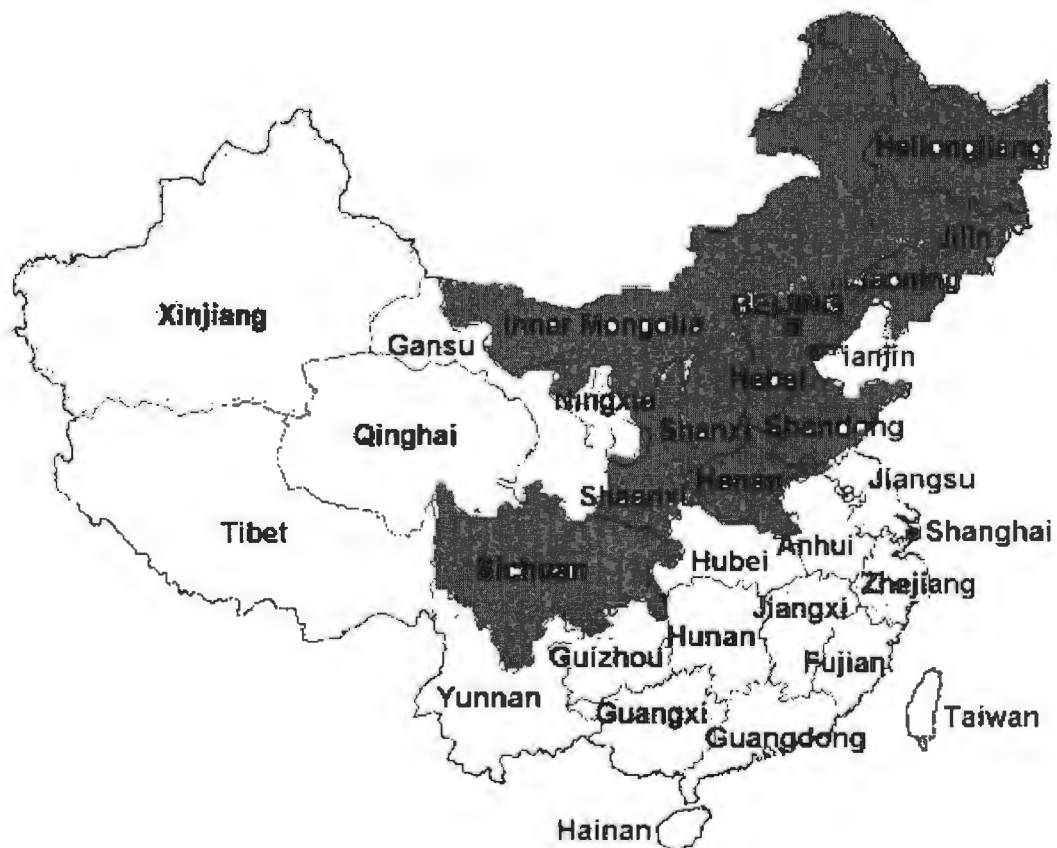 Heilongjiang
Jilin
Liaoning
BEIJING
Xinjiang
Inner Mongolia
Gansu
Tianjin
Hebei
Ningxia
Qinghai
Shanxi
Shandong
Henan
Jiangsu
Shaanxi
Tibet
Shanghai
Anhui
Hubei
Sichuan
Zhejiang
Jiangxi
Hunan
Guizhou
Fujian
Yunnan
Guangxi
Taiwan
Guangdong
Hainan